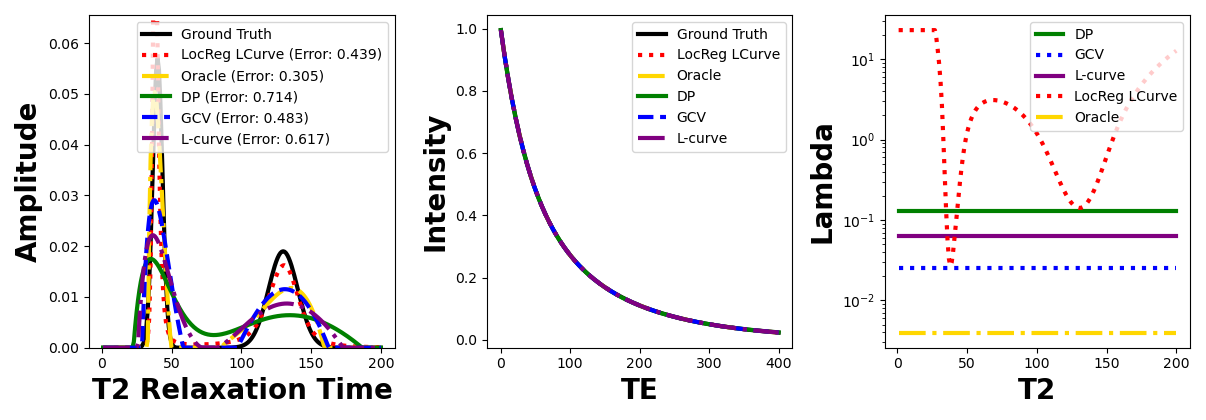 Amplitude
0.06
0.05
0.04
0.03
0.02
0.01
0.00
Ground Truth
LocReg LCurve (Error: 0.439)
Oracle (Error: 0.305)
DP (Error: 0.714)
GCV (Error: 0.483)
L-curve (Error: 0.617)
0 50 100 150 200
T2 Relaxation Time
Intensity
1.0
0.8
0.6
0.4
0.2
0.0
Ground Truth
LocReg LCurve
Oracle
DP
GCV
L-curve
0 100 200 300 400
TE
Lambda
10¹
10⁰
10⁻¹
10⁻²
DP
GCV
L-curve
LocReg LCurve
Oracle
0 50 100 150 200
T2